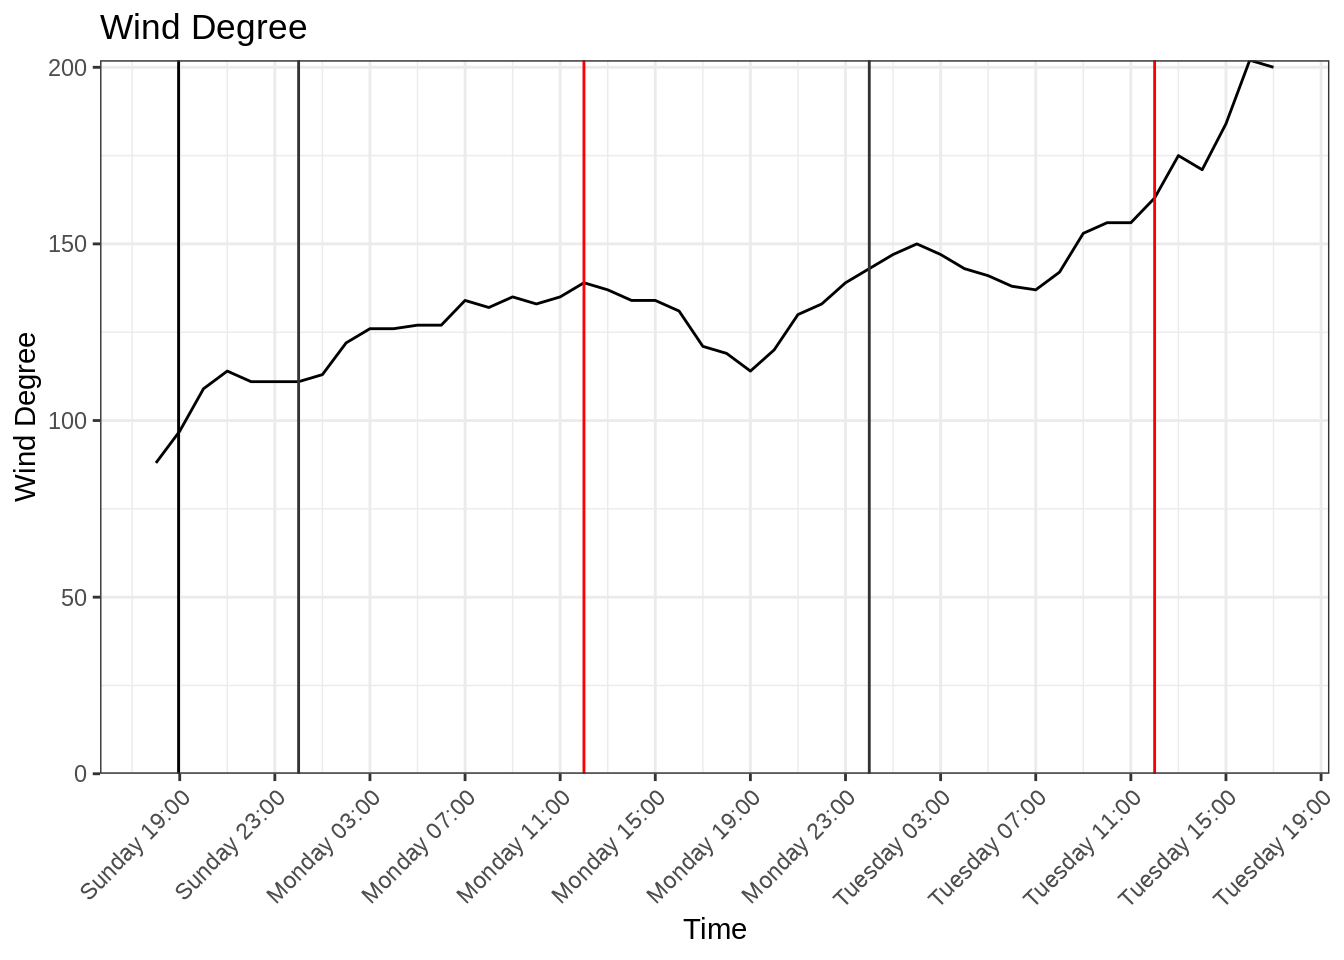 Wind Degree
200
150
100
50
0
Wind Degree
Sunday 19:00
Sunday 23:00
Monday 03:00
Monday 07:00
Monday 11:00
Monday 15:00
Monday 19:00
Monday 23:00
Tuesday 03:00
Tuesday 07:00
Tuesday 11:00
Tuesday 15:00
Tuesday 19:00
Time